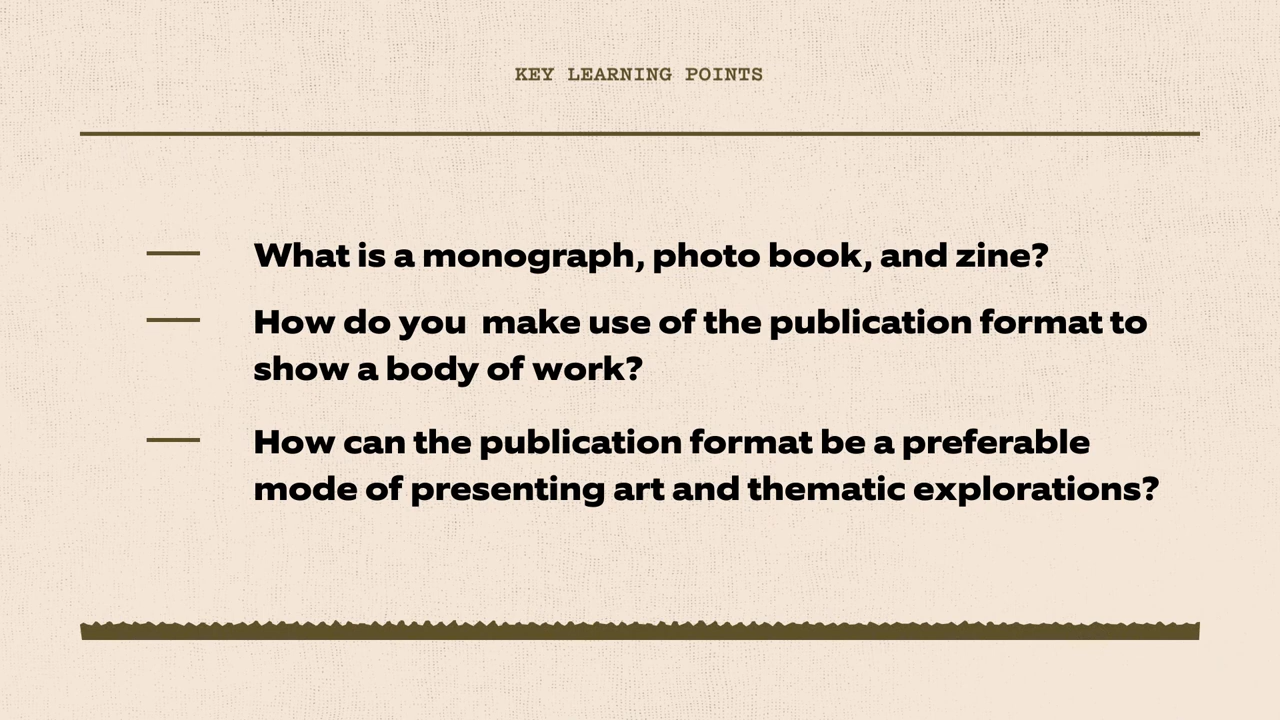 KEY LEARNING POINTS
What is a monograph, photo book, and zine?
How do you  make use of the publication format to
show a body of work?
How can the publication format be a preferable
mode of presenting art and thematic explorations?